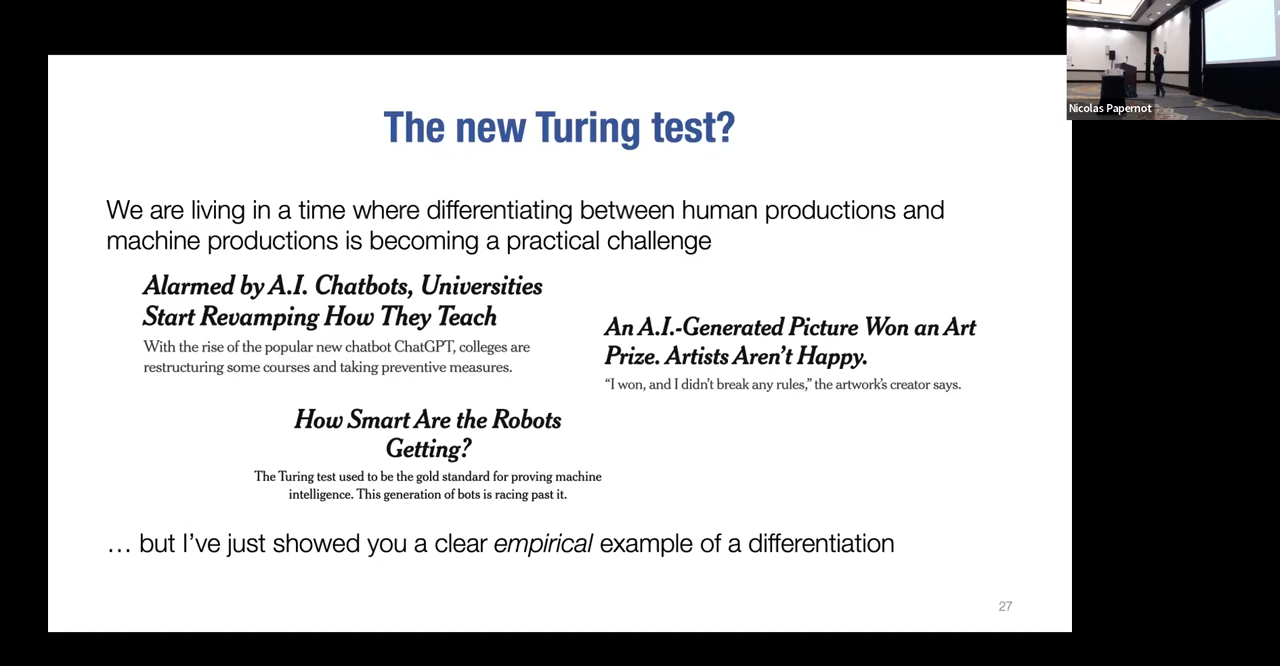 The new Turing test?
We are living in a time where differentiating between human productions and
machine productions is becoming a practical challenge
Alarmed by A.I. Chatbots, Universities
Start Revamping How They Teach
With the rise of the popular new chatbot ChatGPT, colleges are
restructuring some courses and taking preventive measures.
An A.I.-Generated Picture Won an Art
Prize. Artists Aren’t Happy.
“I won, and I didn’t break any rules,” the artwork’s creator says.
How Smart Are the Robots
Getting?
The Turing test used to be the gold standard for proving machine
intelligence. This generation of bots is racing past it.
… but I’ve just showed you a clear empirical example of a differentiation
27
Nicolas Papernot